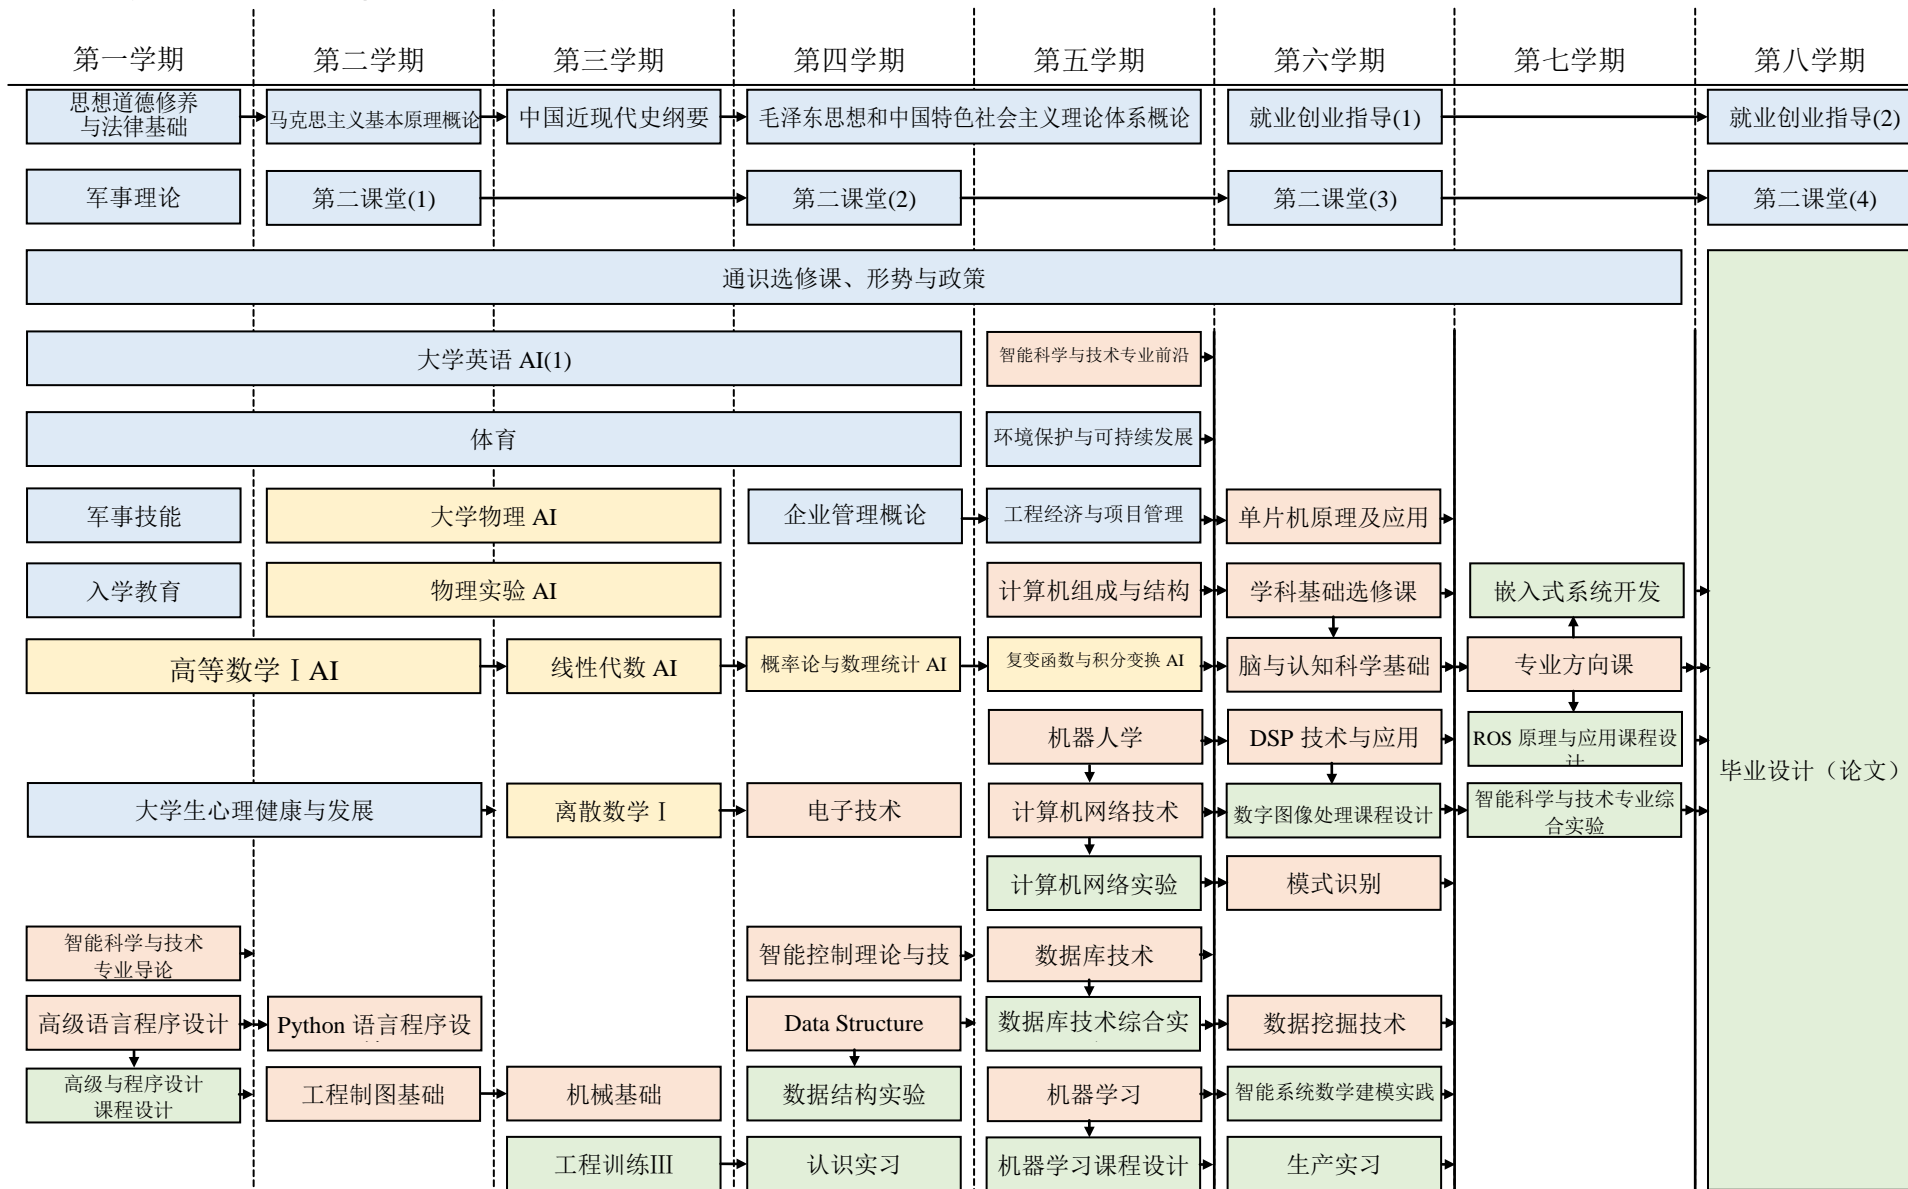 第一学期
第二学期
第三学期
第四学期
第五学期
第六学期
第七学期
第八学期
思想道德修养
与法律基础
马克思主义基本原理概论
中国近现代史纲要
毛泽东思想和中国特色社会主义理论体系概论
就业创业指导(1)
就业创业指导(2)
军事理论
第二课堂(1)
第二课堂(2)
第二课堂(3)
第二课堂(4)
通识选修课、形势与政策
大学英语 AI(1)
智能科学与技术专业前沿
体育
环境保护与可持续发展
军事技能
大学物理 AI
企业管理概论
工程经济与项目管理
单片机原理及应用
入学教育
物理实验 AI
计算机组成与结构
学科基础选修课
嵌入式系统开发
高等数学 I AI
线性代数 AI
概率论与数理统计 AI
复变函数与积分变换 AI
脑与认知科学基础
专业方向课
机器人学
DSP 技术与应用
ROS 原理与应用课程设
计
毕业设计（论文）
大学生心理健康与发展
离散数学 I
电子技术
计算机网络技术
数字图像处理课程设计
智能科学与技术专业综
合实验
计算机网络实验
模式识别
智能科学与技术
专业导论
智能控制理论与技
数据库技术
高级语言程序设计
Python 语言程序设
Data Structure
数据库技术综合实
数据挖掘技术
高级与程序设计
课程设计
工程制图基础
机械基础
数据结构实验
机器学习
智能系统数学建模实践
工程训练III
认识实习
机器学习课程设计
生产实习